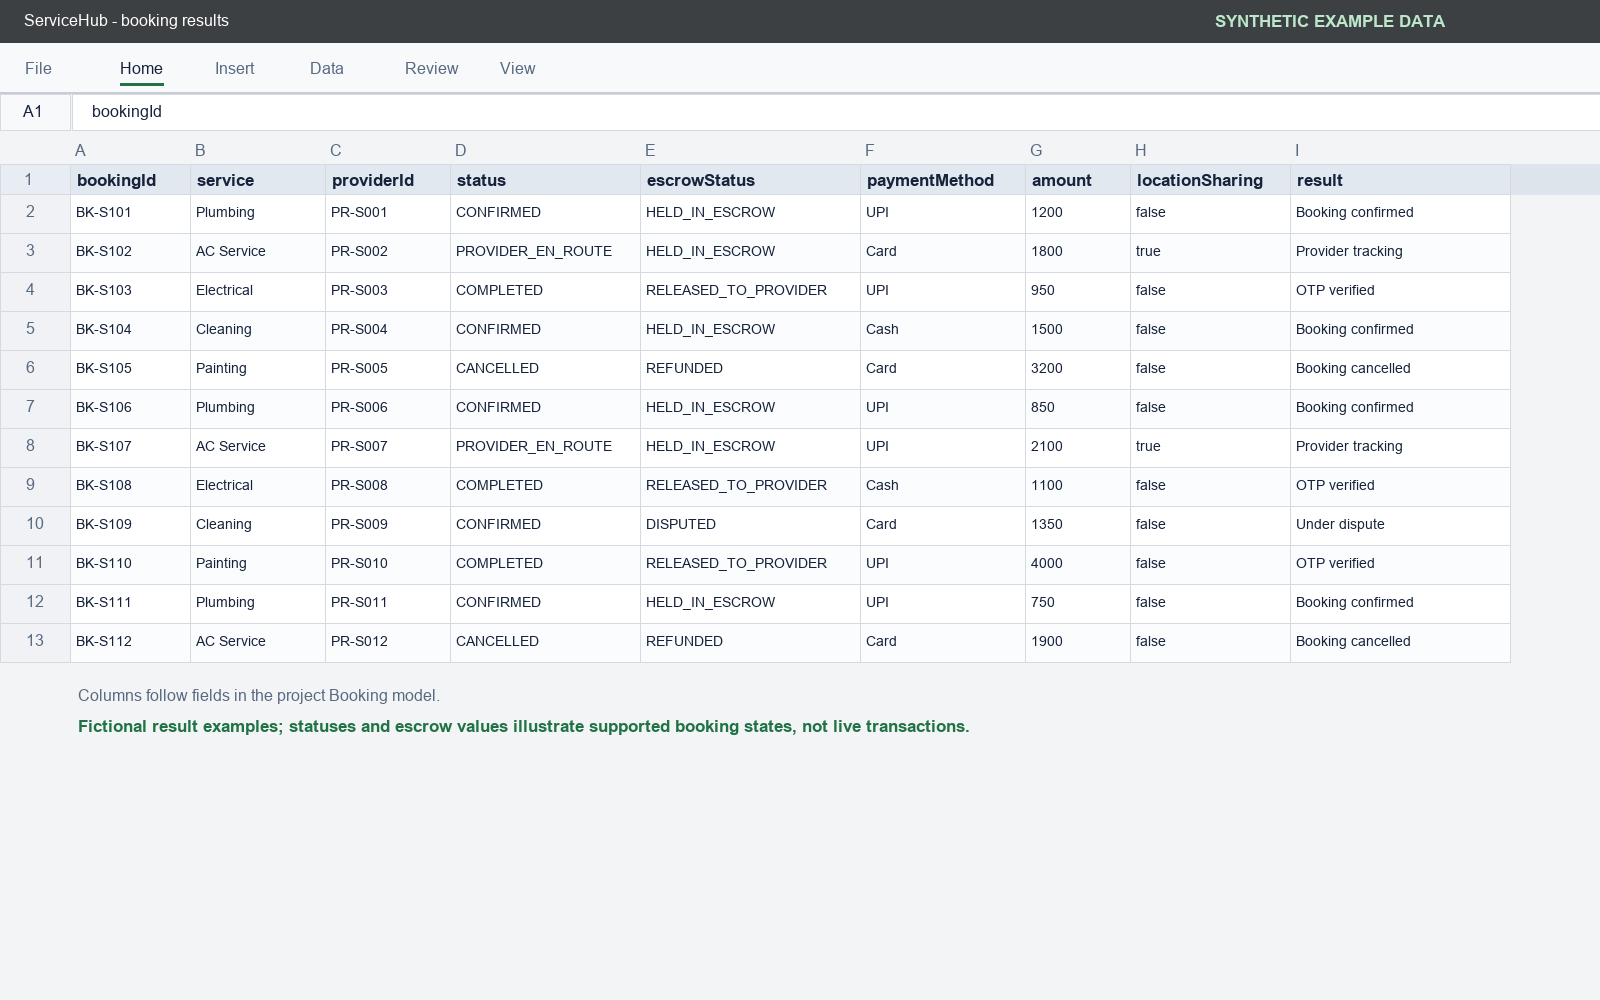 ServiceHub - booking results SYNTHETIC EXAMPLE DATA
File Home Insert Data Review View
A1 bookingId
A B C D E F G H I
1 bookingId service providerId status escrowStatus paymentMethod amount locationSharing result
2 BK-S101 Plumbing PR-S001 CONFIRMED HELD_IN_ESCROW UPI 1200 false Booking confirmed
3 BK-S102 AC Service PR-S002 PROVIDER_EN_ROUTE HELD_IN_ESCROW Card 1800 true Provider tracking
4 BK-S103 Electrical PR-S003 COMPLETED RELEASED_TO_PROVIDER UPI 950 false OTP verified
5 BK-S104 Cleaning PR-S004 CONFIRMED HELD_IN_ESCROW Cash 1500 false Booking confirmed
6 BK-S105 Painting PR-S005 CANCELLED REFUNDED Card 3200 false Booking cancelled
7 BK-S106 Plumbing PR-S006 CONFIRMED HELD_IN_ESCROW UPI 850 false Booking confirmed
8 BK-S107 AC Service PR-S007 PROVIDER_EN_ROUTE HELD_IN_ESCROW UPI 2100 true Provider tracking
9 BK-S108 Electrical PR-S008 COMPLETED RELEASED_TO_PROVIDER Cash 1100 false OTP verified
10 BK-S109 Cleaning PR-S009 CONFIRMED DISPUTED Card 1350 false Under dispute
11 BK-S110 Painting PR-S010 COMPLETED RELEASED_TO_PROVIDER UPI 4000 false OTP verified
12 BK-S111 Plumbing PR-S011 CONFIRMED HELD_IN_ESCROW UPI 750 false Booking confirmed
13 BK-S112 AC Service PR-S012 CANCELLED REFUNDED Card 1900 false Booking cancelled
Columns follow fields in the project Booking model.
Fictional result examples; statuses and escrow values illustrate supported booking states, not live transactions.